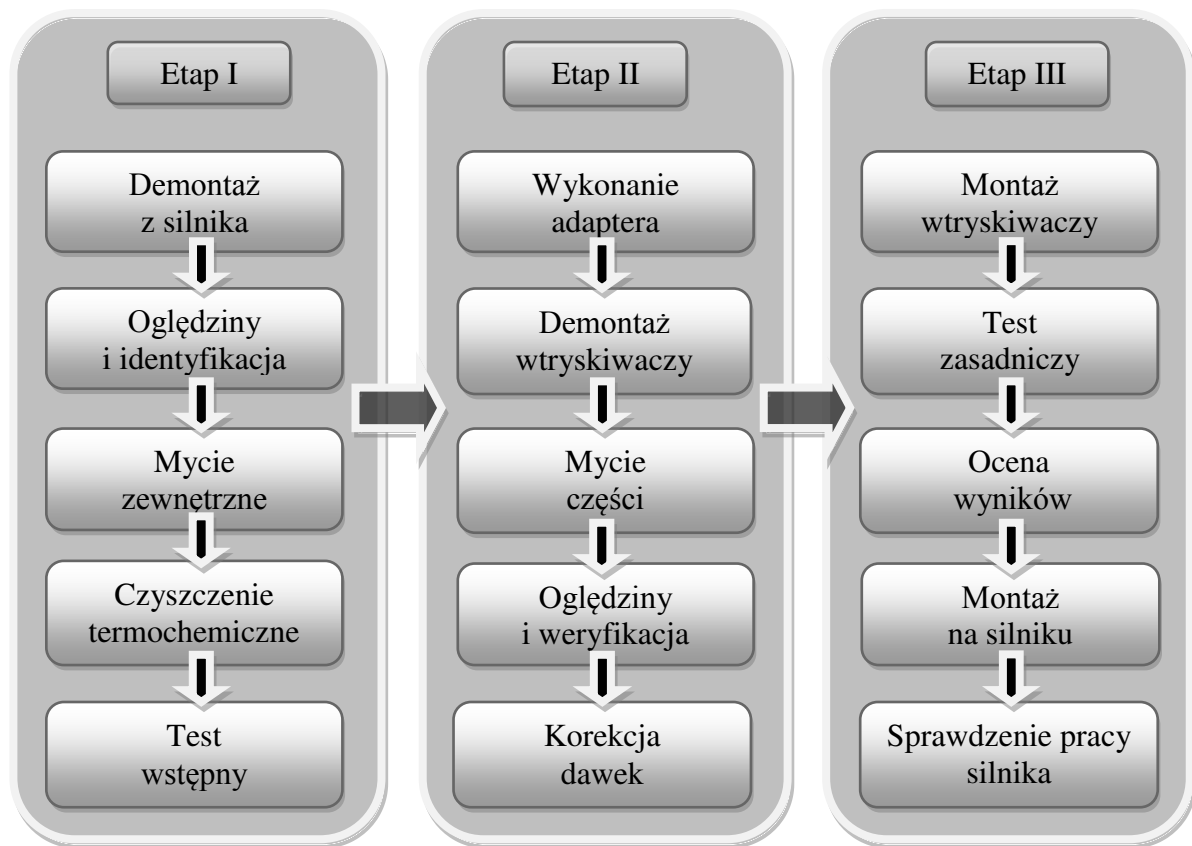 Etap I
Demontaż
z silnika
Oględziny
i identyfikacja
Mycie
zewnętrzne
Czyszczenie
termochemiczne
Test
wstępny
Etap II
Wykonanie
adaptera
Demontaż
wtryskiwaczy
Mycie
części
Oględziny
i weryfikacja
Korekcja
dawek
Etap III
Montaż
wtryskiwaczy
Test
zasadniczy
Ocena
wyników
Montaż
na silniku
Sprawdzenie pracy
silnika